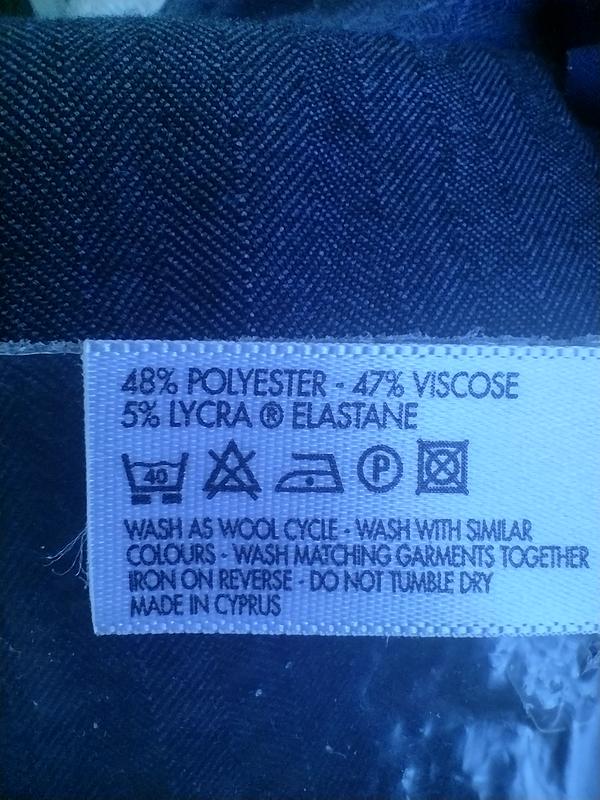 48% POLYESTER - 47% VISCOSE
5% LYCRA ® ELASTANE
40 P
WASH AS WOOL CYCLE - WASH WITH SIMILAR
COLOURS - WASH MATCHING GARMENTS TOGETHER
IRON ON REVERSE - DO NOT TUMBLE DRY
MADE IN CYPRUS